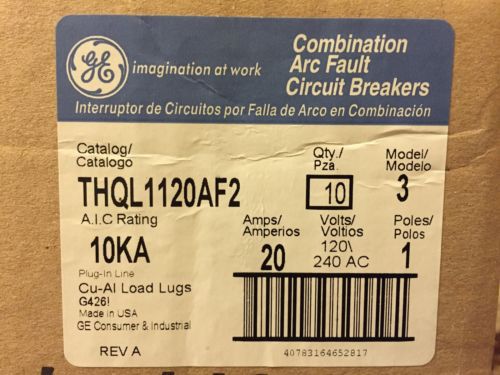 GE
imagination at work
Combination
Arc Fault
Circuit Breakers
Interruptor de Circuitos por Falla de Arco en Combinación
Catalog/
Catalogo
THQL1120AF2
Qty./
Pza.
10
Model/
Modelo
3
A.I.C Rating
10KA
Amps/
Amperios
20
Volts/
Voltios
120\
240 AC
Poles/
Polos
1
Plug-In Line
Cu-Al Load Lugs
G426!
Made in USA
GE Consumer & Industrial
REV A
40783164652817